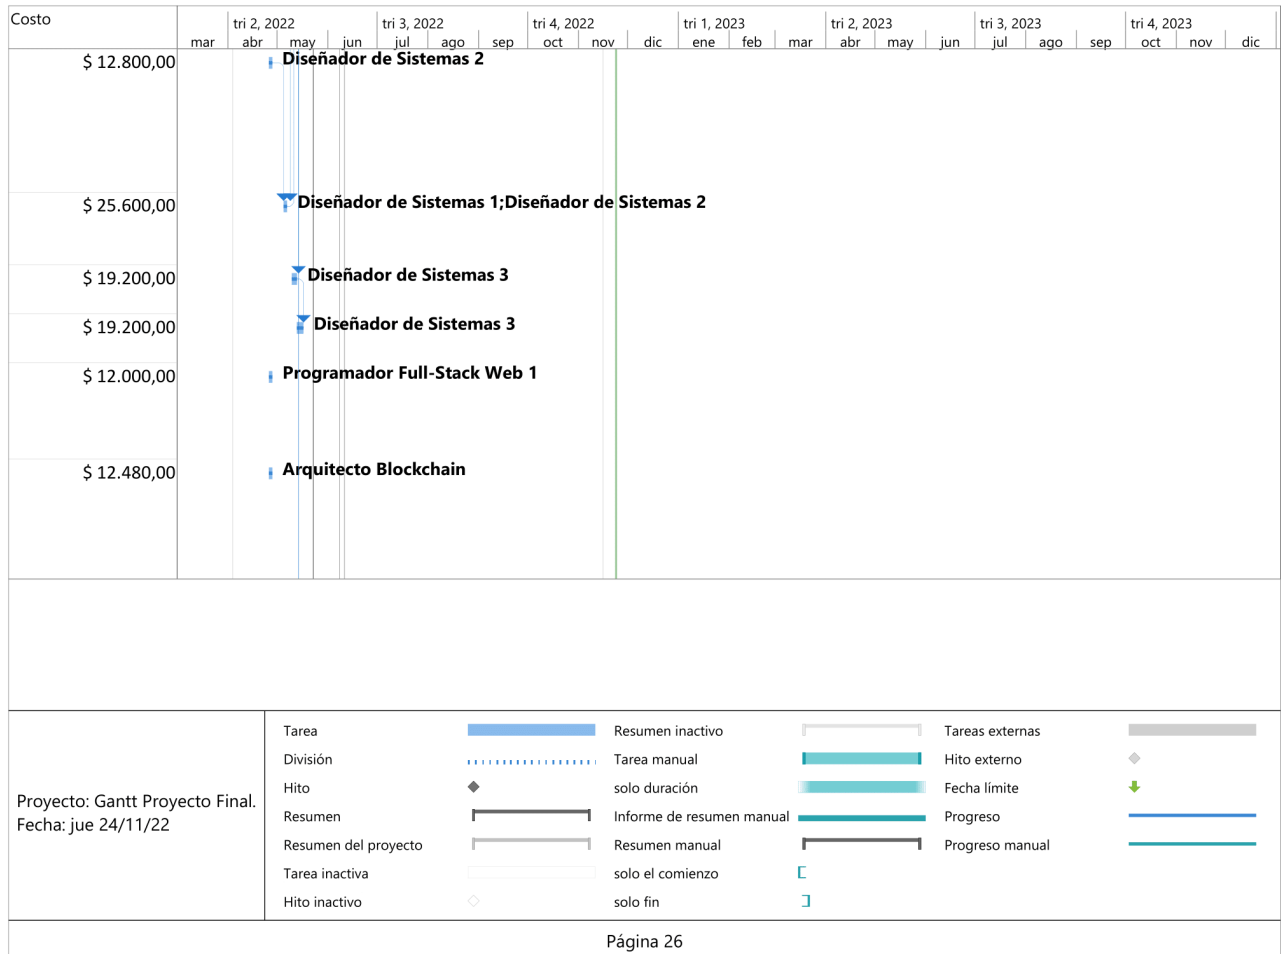 Costo
tri 2, 2022 tri 3, 2022 tri 4, 2022 tri 1, 2023 tri 2, 2023 tri 3, 2023 tri 4, 2023
mar abr may jun jul ago sep oct nov dic ene feb mar abr may jun jul ago sep oct nov dic
$ 12.800,00 Diseñador de Sistemas 2
$ 25.600,00 Diseñador de Sistemas 1;Diseñador de Sistemas 2
$ 19.200,00 Diseñador de Sistemas 3
$ 19.200,00 Diseñador de Sistemas 3
$ 12.000,00 Programador Full-Stack Web 1
$ 12.480,00 Arquitecto Blockchain
Proyecto: Gantt Proyecto Final.
Fecha: jue 24/11/22
Tarea
División
Hito
Resumen
Resumen del proyecto
Tarea inactiva
Hito inactivo
Resumen inactivo
Tarea manual
solo duración
Informe de resumen manual
Resumen manual
solo el comienzo
solo fin
Tareas externas
Hito externo
Fecha límite
Progreso
Progreso manual
Página 26